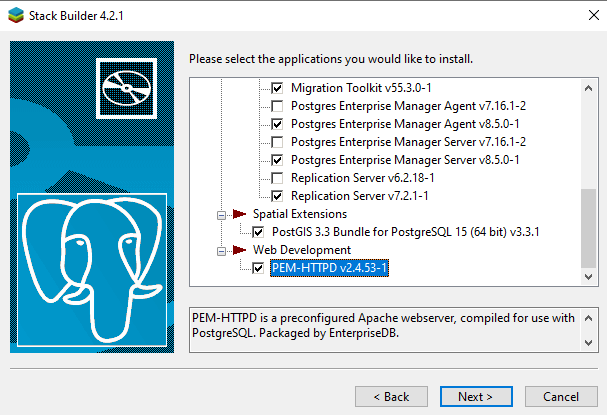 Stack Builder 4.2.1
Please select the applications you would like to install.
Migration Toolkit v55.3.0-1
Postgres Enterprise Manager Agent v7.16.1-2
Postgres Enterprise Manager Agent v8.5.0-1
Postgres Enterprise Manager Server v7.16.1-2
Postgres Enterprise Manager Server v8.5.0-1
Replication Server v6.2.18-1
Replication Server v7.2.1-1
Spatial Extensions
PostGIS 3.3 Bundle for PostgreSQL 15 (64 bit) v3.3.1
Web Development
PEM-HTTPD v2.4.53-1
PEM-HTTPD is a preconfigured Apache webserver, compiled for use with
PostgreSQL. Packaged by EnterpriseDB.
< Back
Next >
Cancel